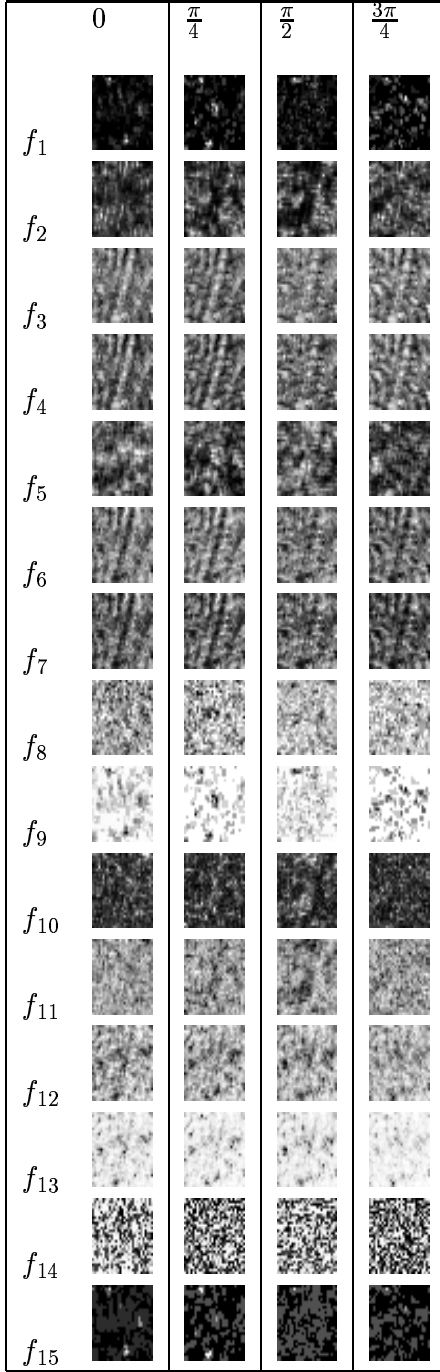 0 π/4 π/2 3π/4
f₁
f₂
f₃
f₄
f₅
f₆
f₇
f₈
f₉
f₁₀
f₁₁
f₁₂
f₁₃
f₁₄
f₁₅